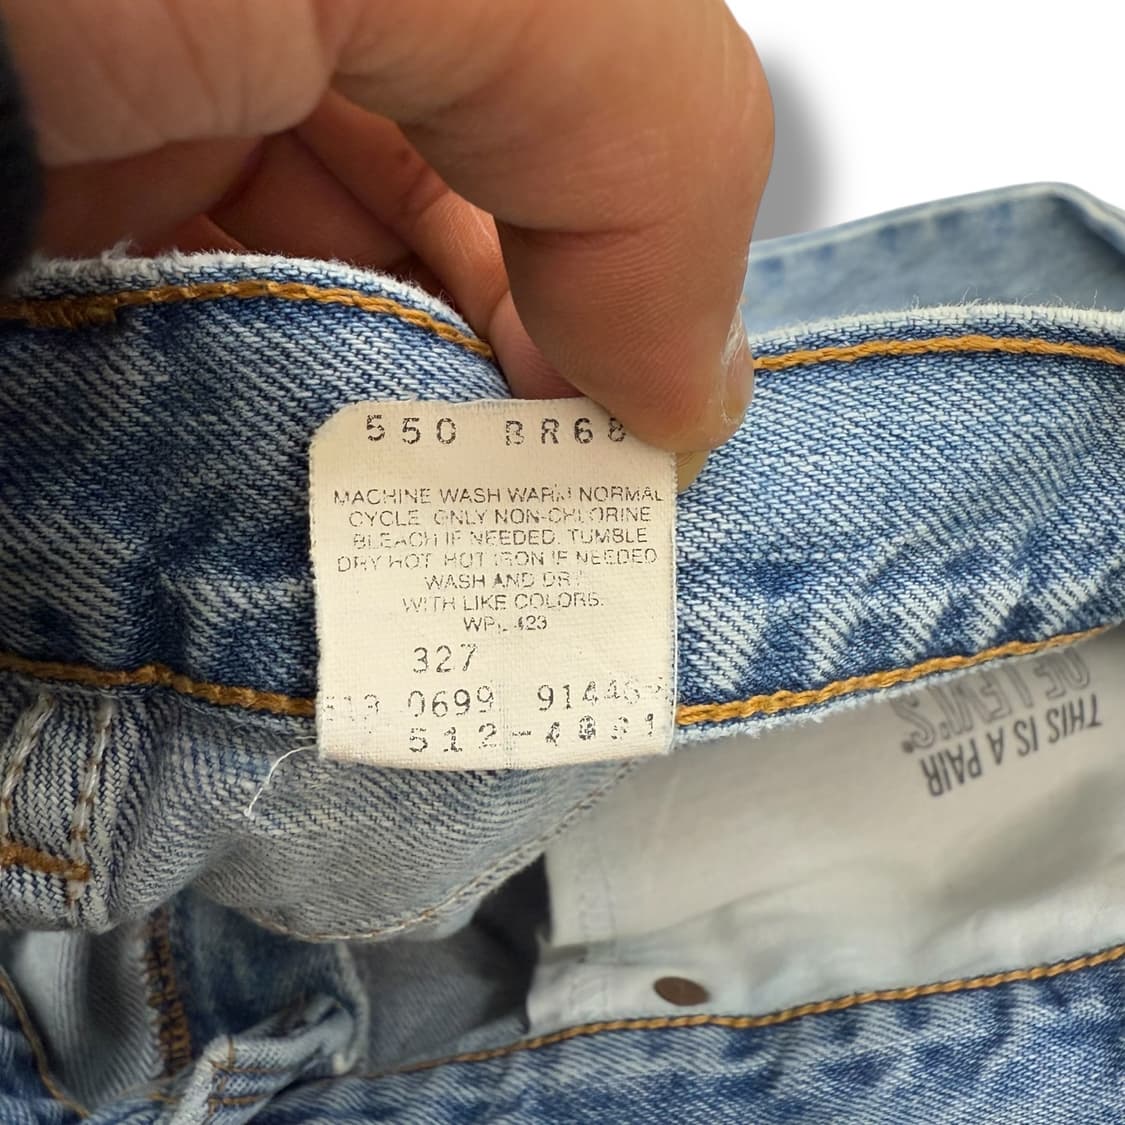 550 BR68
MACHINE WASH WARM NORMAL
CYCLE. ONLY NON-CHLORINE
BLEACH IF NEEDED. TUMBLE
DRY HOT. HOT IRON IF NEEDED
WASH AND DRY
WITH LIKE COLORS.
WPL 423
327
0699
THIS IS A PAIR
OF LEVI'S